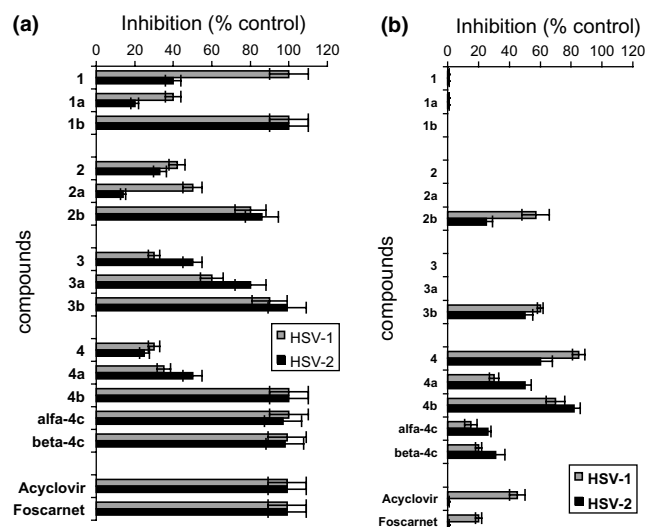 (a)
Inhibition (% control)
0 20 40 60 80 100 120
compounds
1
1a
1b
2
2a
2b
3
3a
3b
4
4a
4b
alfa-4c
beta-4c
Acyclovir
Foscarnet
HSV-1
HSV-2
(b)
Inhibition (% control)
0 20 40 60 80 100 120
compounds
1
1a
1b
2
2a
2b
3
3a
3b
4
4a
4b
alfa-4c
beta-4c
Acyclovir
Foscarnet
HSV-1
HSV-2